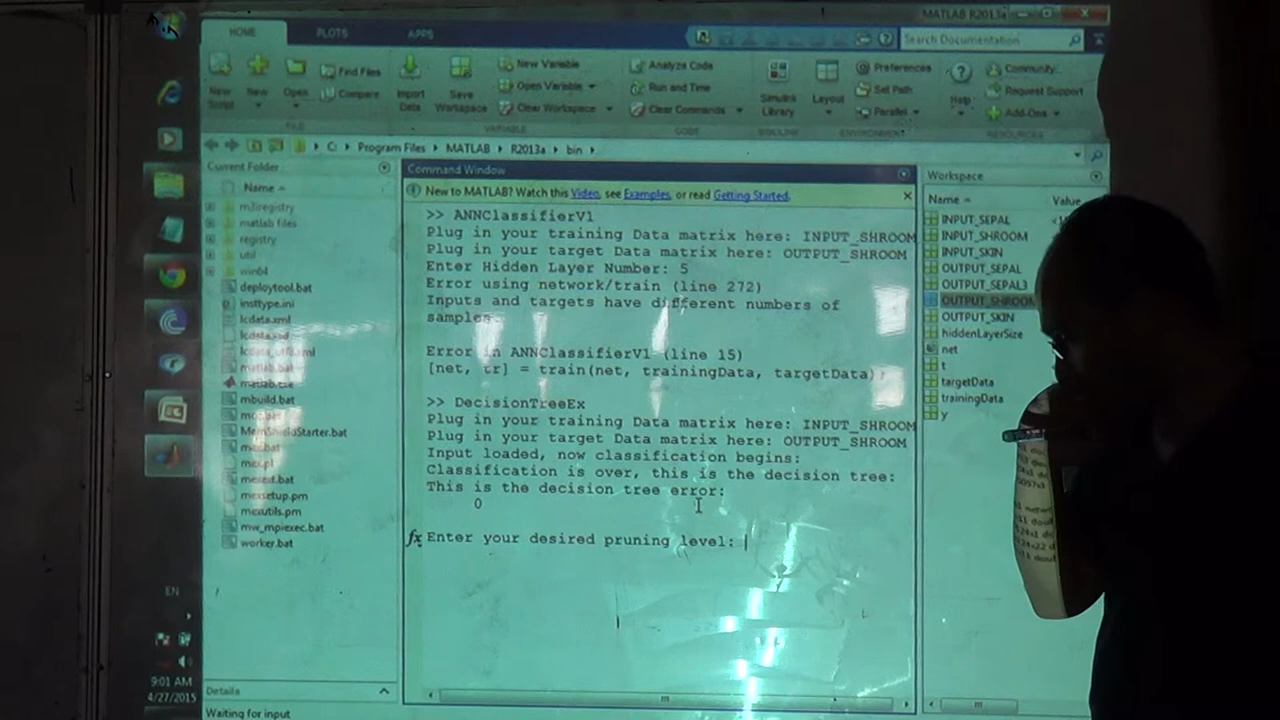 MATLAB R2013a
HOME PLOTS APPS
Search Documentation
New Script
New
Open
Find Files
Compare
Import Data
Save Workspace
New Variable
Open Variable
Clear Workspace
Analyze Code
Run and Time
Clear Commands
Simulink Library
Layout
Preferences
Set Path
Parallel
Help
Community
Request Support
Add-Ons
FILE VARIABLE CODE SIMULINK ENVIRONMENT RESOURCES
C: Program Files MATLAB R2013a bin
Current Folder
Name
m3iregistry
matlab files
registry
util
win64
deploytool.bat
insttype.ini
lcdata.xml
lcdata_utf8.xml
matlab.bat
matlab.exe
mbuild.bat
MemShieldStarter.bat
mex.bat
mex.pl
mexext.bat
mexsetup.pm
mexutils.pm
mw_mpiexec.bat
worker.bat
Details
Waiting for input
Command Window
New to MATLAB? Watch this Video, see Examples, or read Getting Started.
>> ANNClassifierV1
Plug in your training Data matrix here: INPUT_SHROOM
Plug in your target Data matrix here: OUTPUT_SHROOM
Enter Hidden Layer Number: 5
Error using network/train (line 272)
Inputs and targets have different numbers of
samples.
Error in ANNClassifierV1 (line 15)
[net, tr] = train(net, trainingData, targetData);
>> DecisionTreeEx
Plug in your training Data matrix here: INPUT_SHROOM
Plug in your target Data matrix here: OUTPUT_SHROOM
Input loaded, now classification begins:
Classification is over, this is the decision tree:
This is the decision tree error:
0
fx Enter your desired pruning level:
Workspace
Name Value
INPUT_SEPAL
INPUT_SHROOM
INPUT_SKIN
OUTPUT_SEPAL
OUTPUT_SEPAL3
OUTPUT_SHROOM
OUTPUT_SKIN
hiddenLayerSize
net
t
targetData
trainingData
y
EN
9:01 AM
4/27/2015